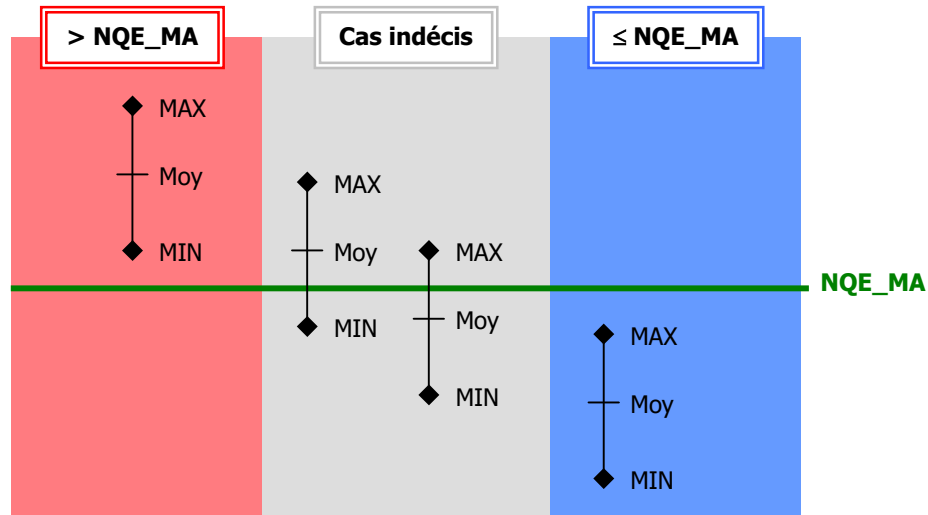 > NQE_MA
Cas indécis
≤ NQE_MA
MAX
Moy
MIN
MAX
Moy
MIN
MAX
Moy
MIN
NQE_MA
MAX
Moy
MIN